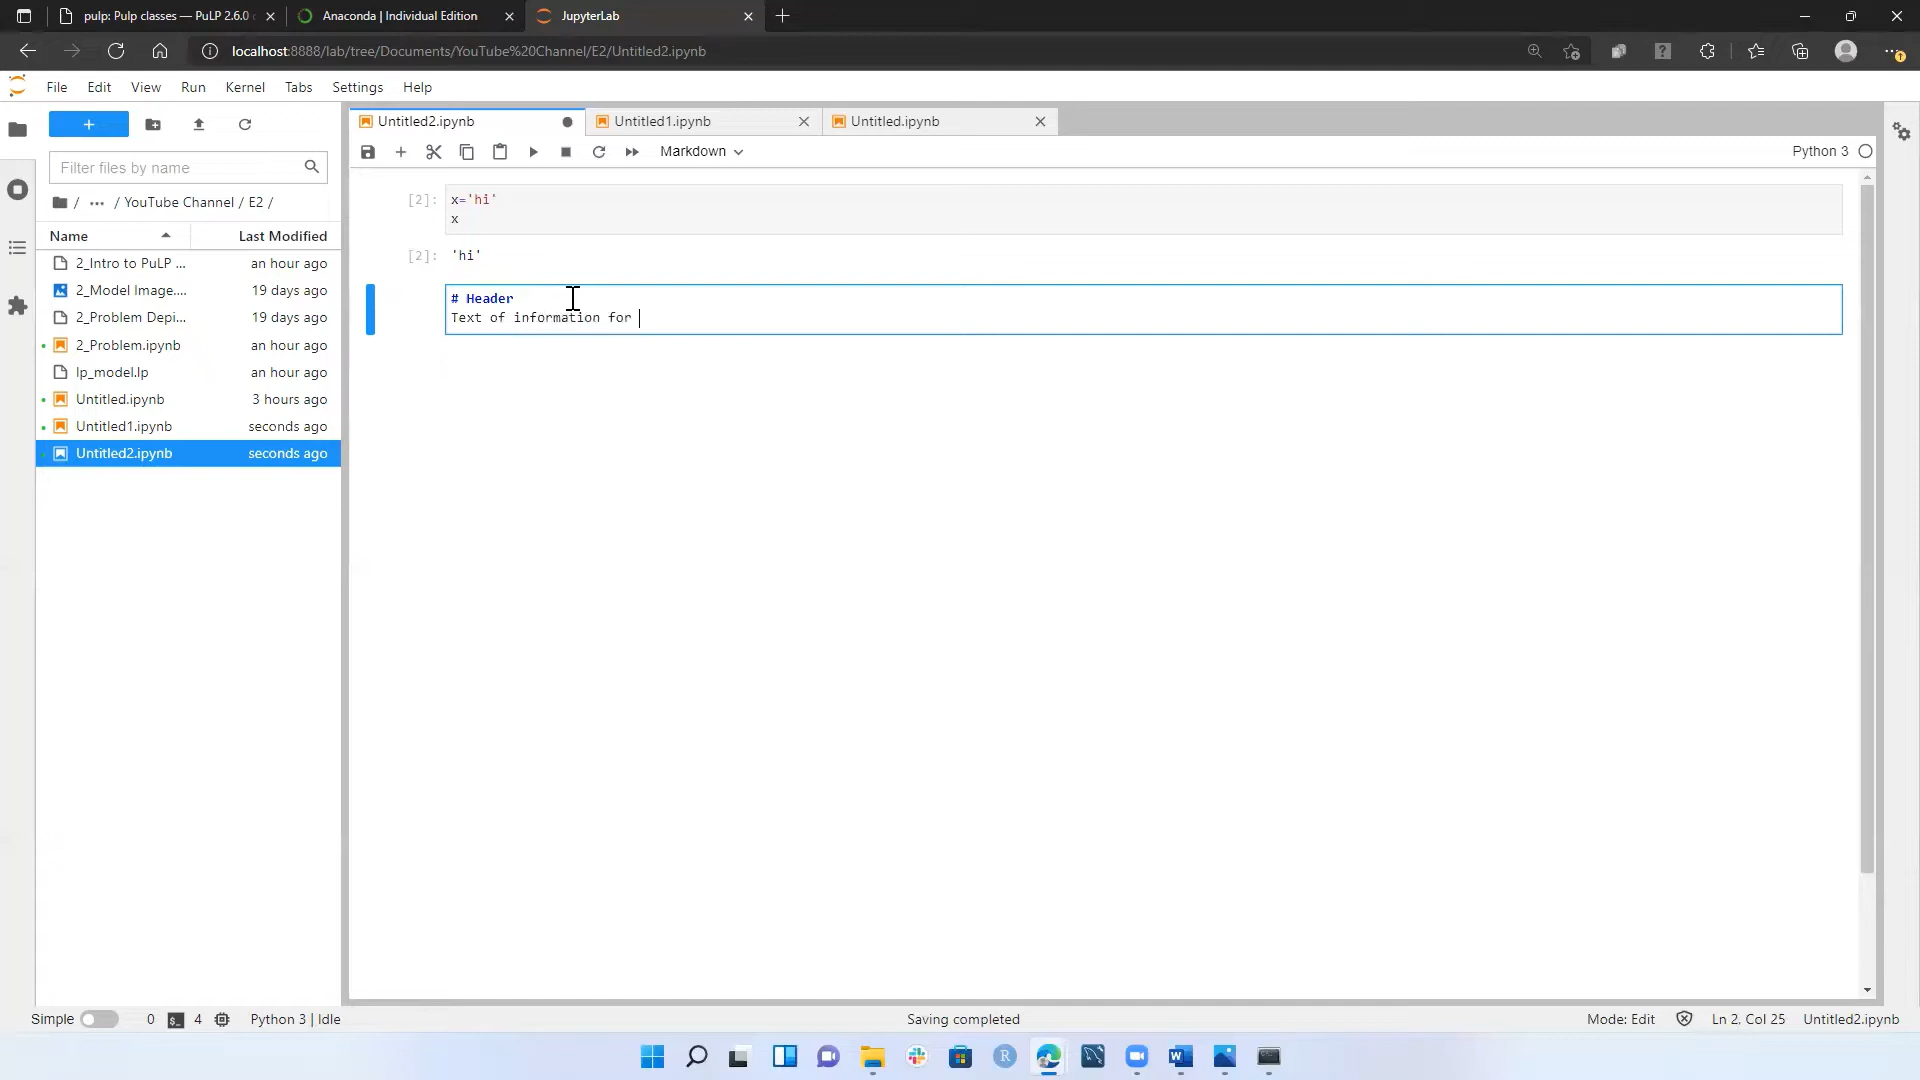 pulp: Pulp classes — PuLP 2.6.0
Anaconda | Individual Edition
JupyterLab
localhost:8888/lab/tree/Documents/YouTube%20Channel/E2/Untitled2.ipynb
File Edit View Run Kernel Tabs Settings Help
+
Untitled2.ipynb
Untitled1.ipynb
Untitled.ipynb
Markdown
Python 3
Filter files by name
/ ... / YouTube Channel / E2 /
Name Last Modified
2_Intro to PuLP ... an hour ago
2_Model Image.... 19 days ago
2_Problem Depi... 19 days ago
2_Problem.ipynb an hour ago
lp_model.lp an hour ago
Untitled.ipynb 3 hours ago
Untitled1.ipynb seconds ago
Untitled2.ipynb seconds ago
[2]: x='hi'
x
[2]: 'hi'
# Header
Text of information for
Simple 0 $_ 4 Python 3 | Idle
Saving completed
Mode: Edit Ln 2, Col 25 Untitled2.ipynb